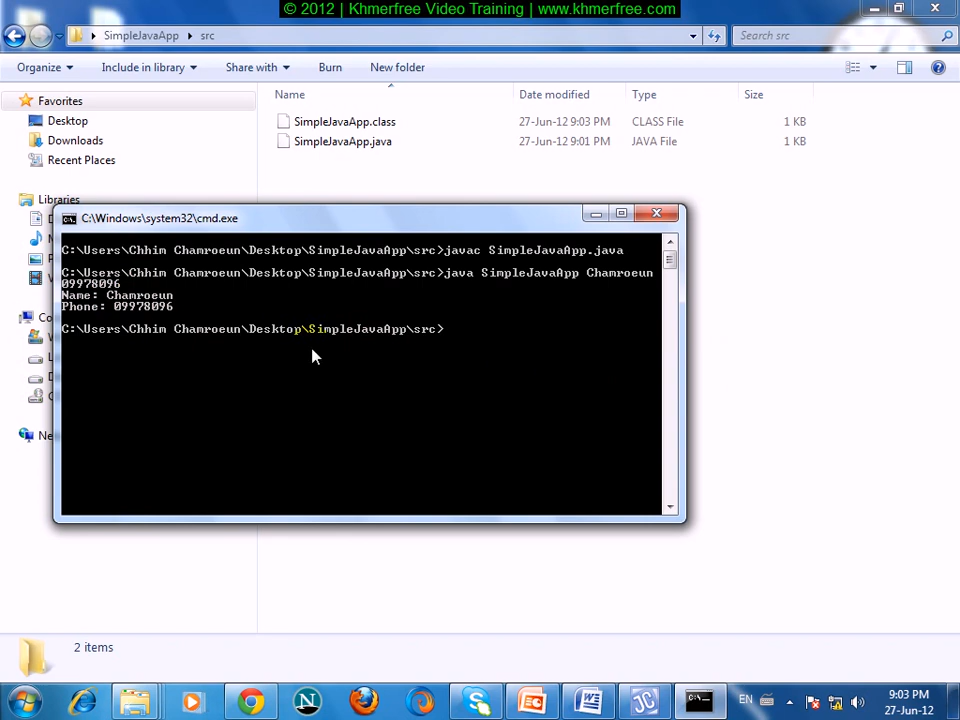 © 2012 | Khmerfree Video Training | www.khmerfree.com
SimpleJavaApp
src
Search src
Organize
Include in library
Share with
Burn
New folder
Name
Date modified
Type
Size
Favorites
Desktop
Downloads
Recent Places
Libraries
SimpleJavaApp.class
27-Jun-12 9:03 PM
CLASS File
1 KB
SimpleJavaApp.java
27-Jun-12 9:01 PM
JAVA File
1 KB
C:\Windows\system32\cmd.exe
C:\Users\Chhim Chamroeun\Desktop\SimpleJavaApp\src>javac SimpleJavaApp.java
C:\Users\Chhim Chamroeun\Desktop\SimpleJavaApp\src>java SimpleJavaApp Chamroeun
09978096
Name: Chamroeun
Phone: 09978096
C:\Users\Chhim Chamroeun\Desktop\SimpleJavaApp\src>
2 items
EN
9:03 PM
27-Jun-12